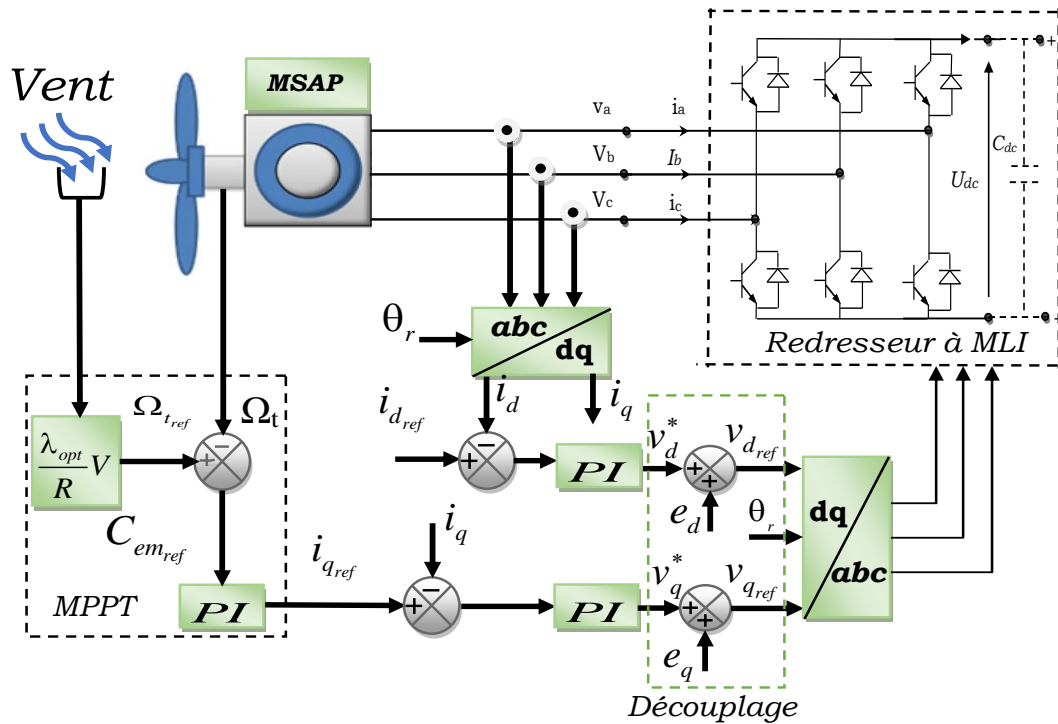 Vent
MSAP
va
ia
Vb
Ib
Vc
ic
Udc
Cdc
+
+
Redresseur à MLI
θr
abc
dq
id
iq
idref
Ωtref
Ωt
λopt
R
V
+
−
Cemref
PI
MPPT
iqref
iq
+
−
+
−
PI
PI
v*d
+
+
vdref
ed
v*q
+
+
vqref
eq
Découplage
θr
dq
abc